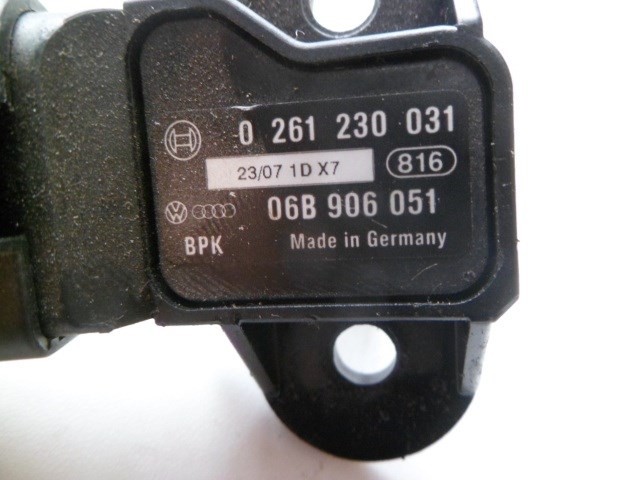 0 261 230 031
23/07 1D X7 816
06B 906 051
BPK Made in Germany